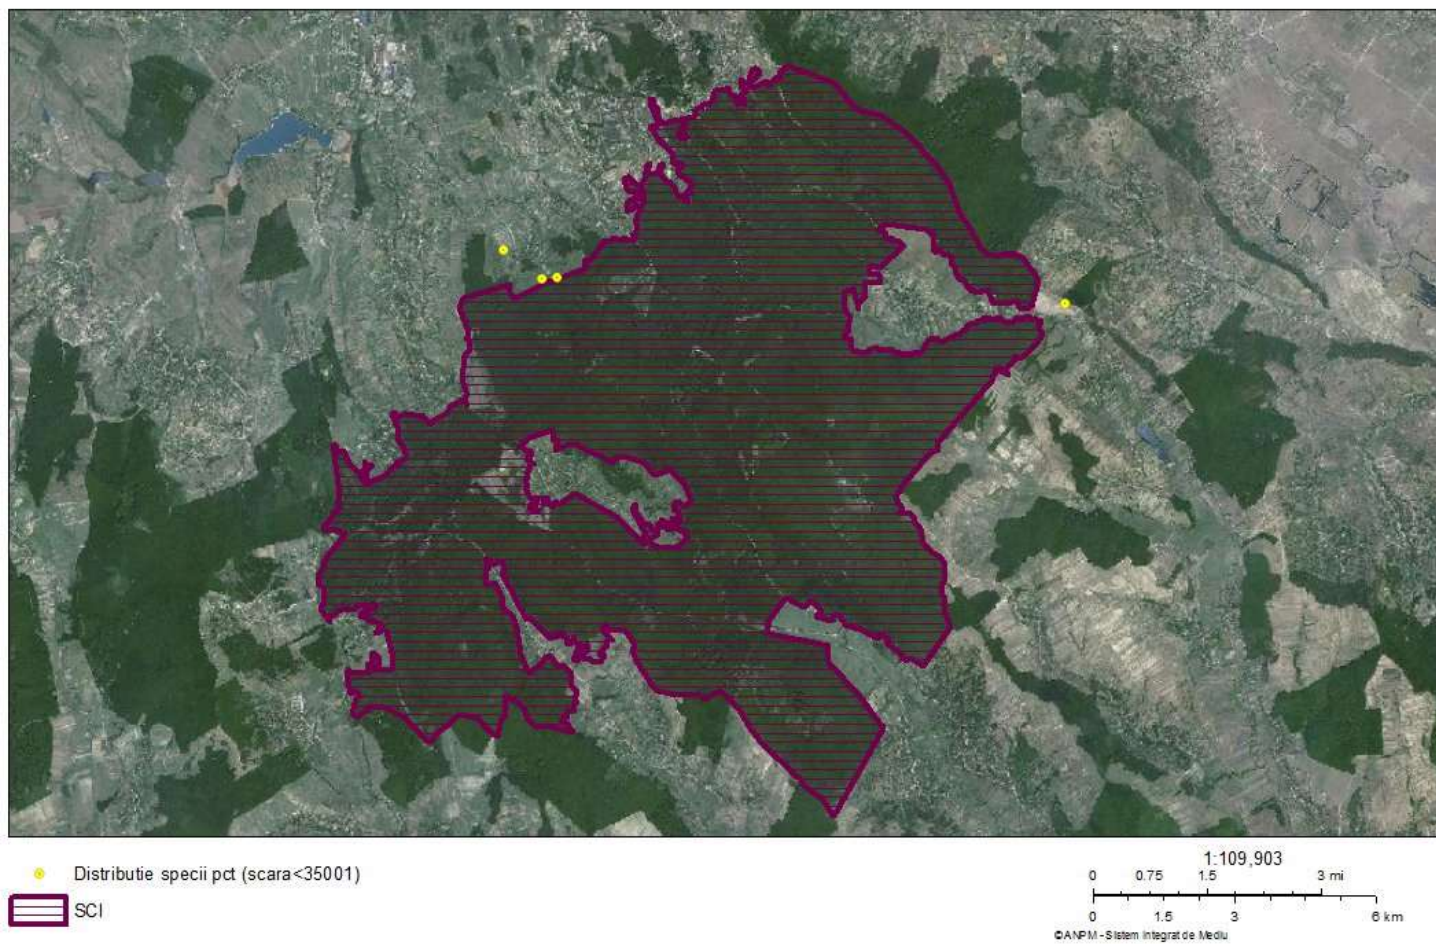 Distributie specii pct (scara<35001)
SCI
1:109,903
0 0.75 1.5 3 mi
0 1.5 3 6 km
©ANPM - Sistem Integrat de Mediu